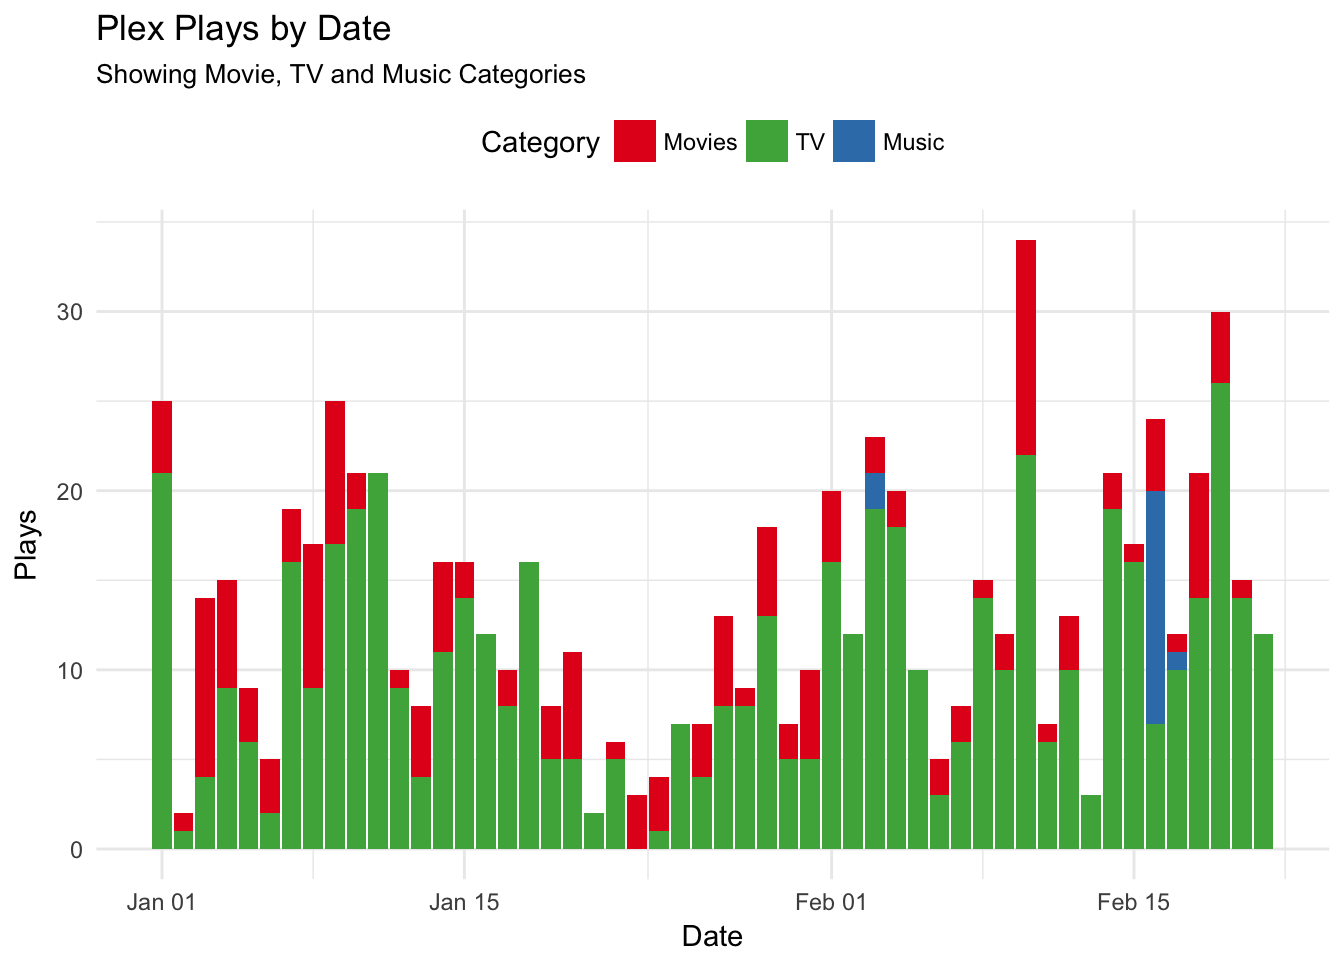 Plex Plays by Date
Showing Movie, TV and Music Categories
Category Movies TV Music
Plays
30
20
10
0
Jan 01 Jan 15 Feb 01 Feb 15
Date